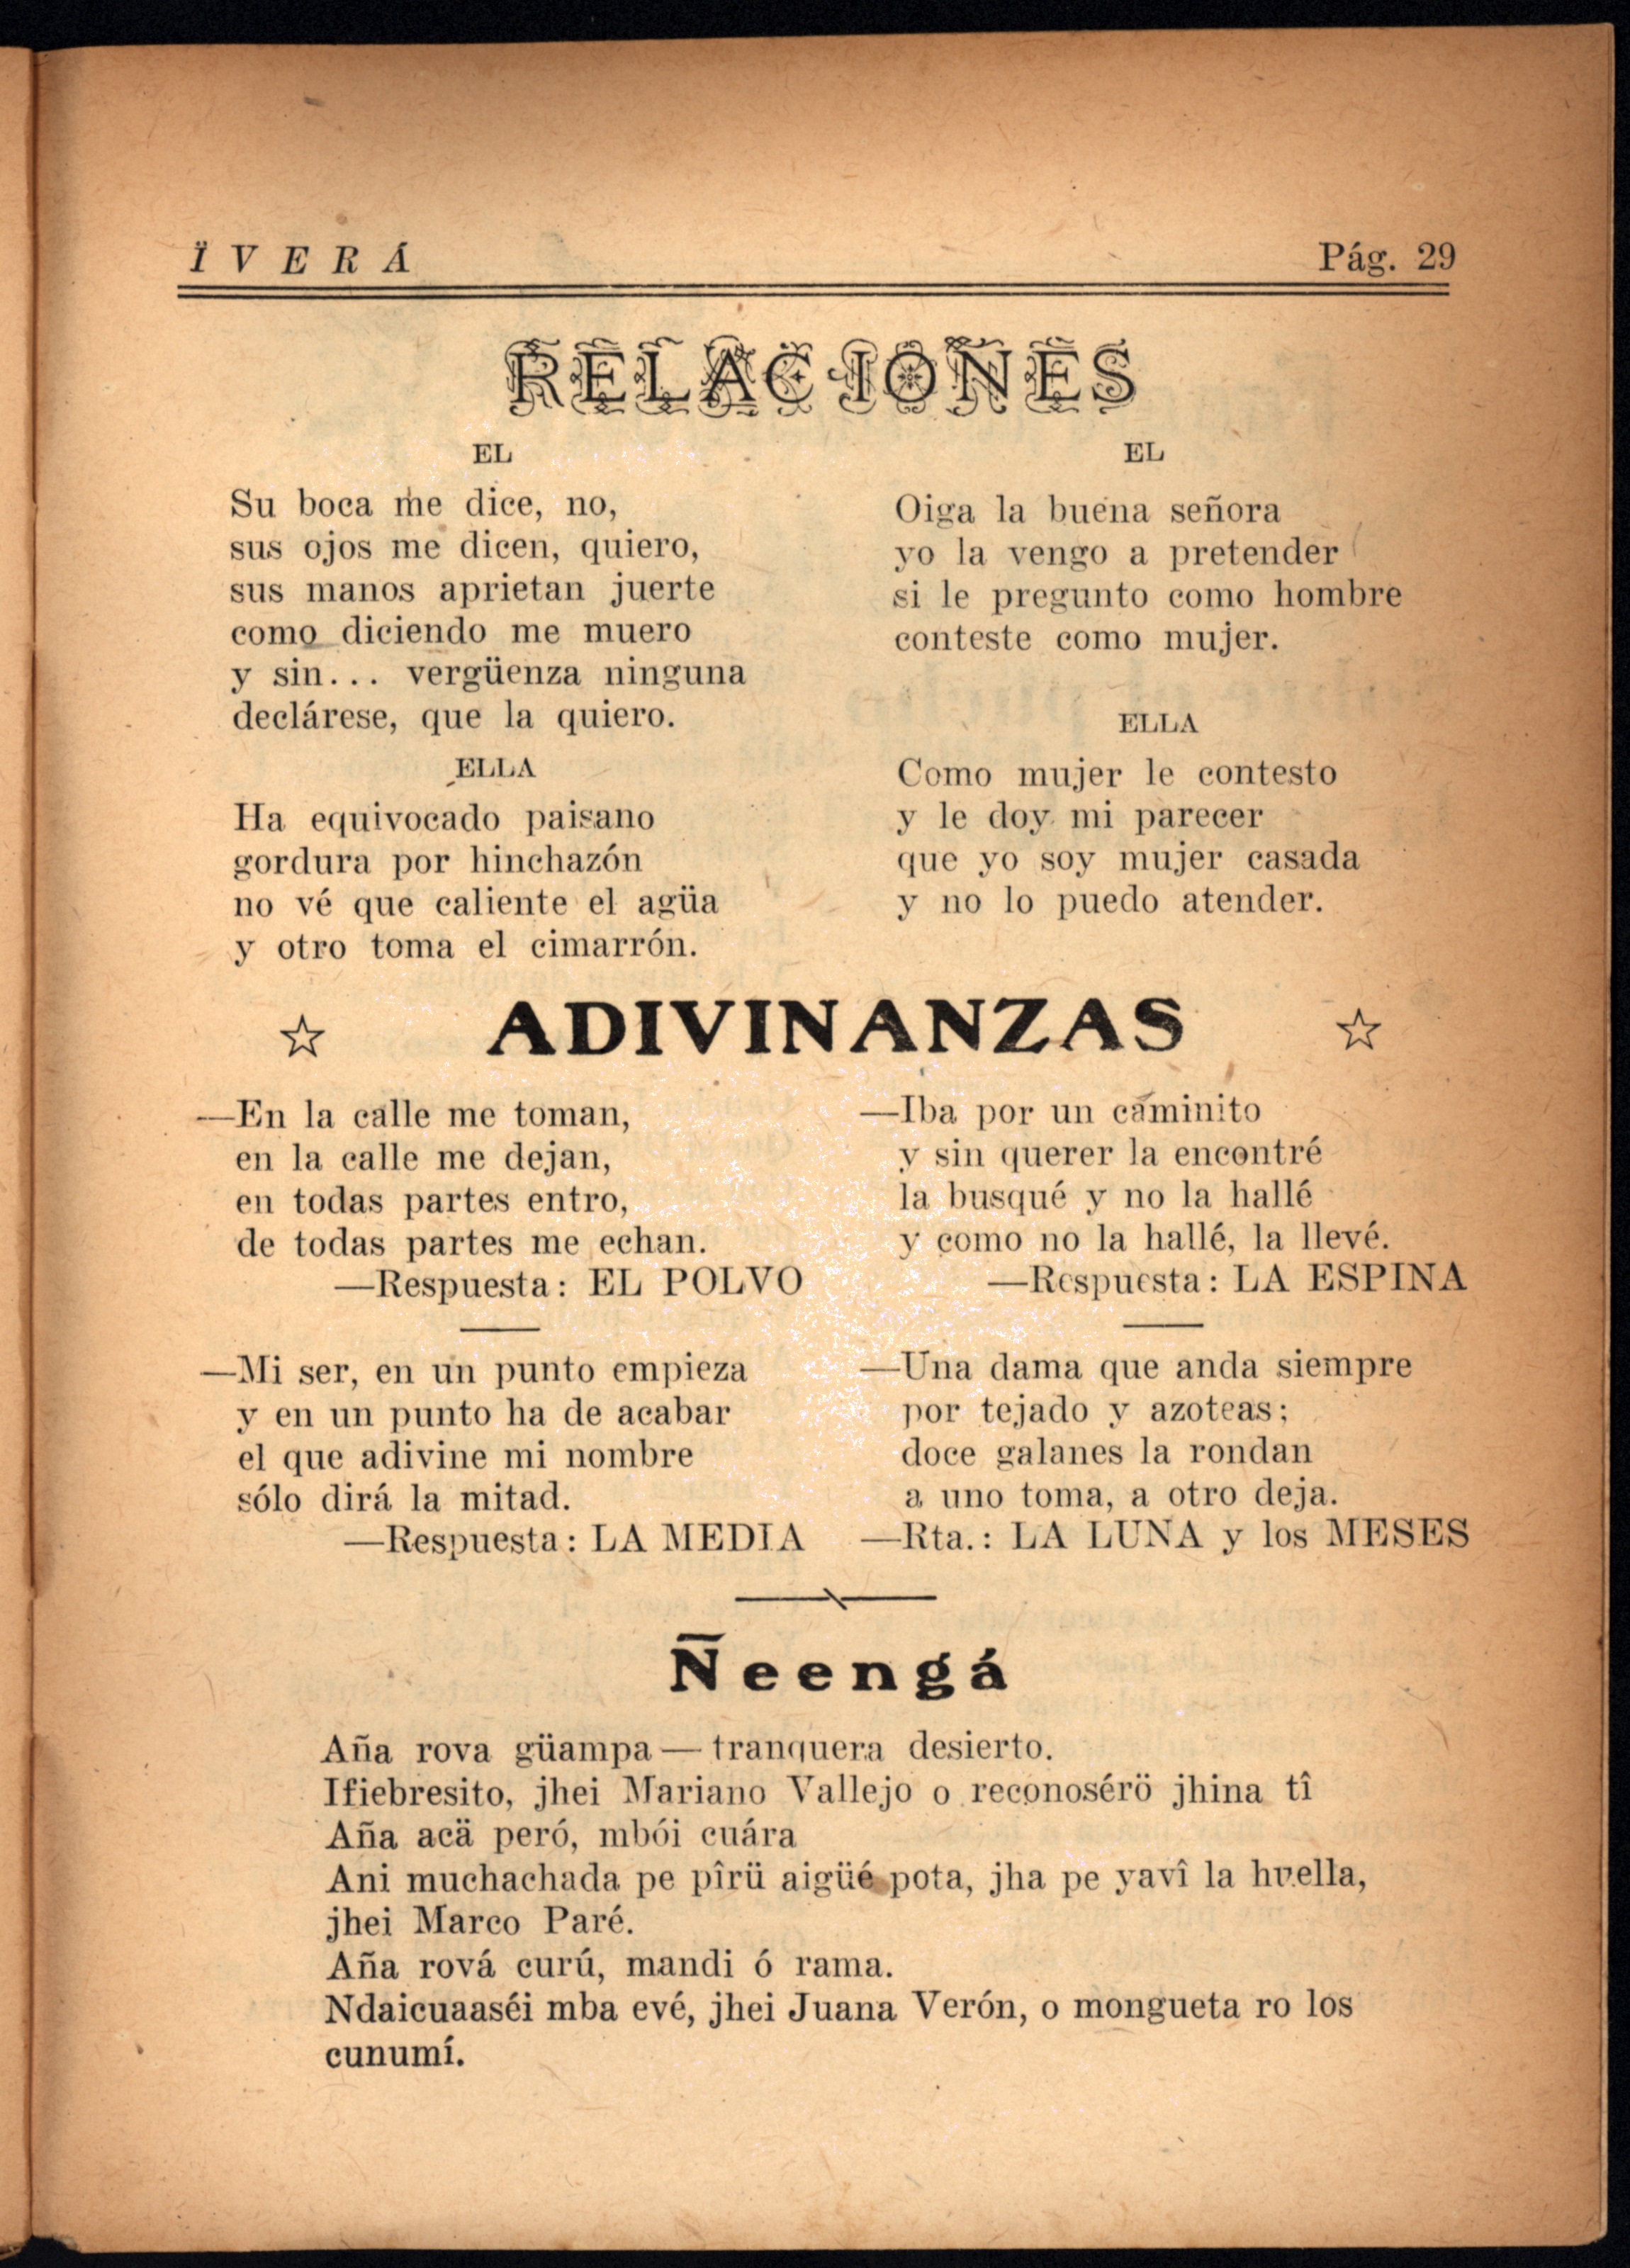 ÏVERÁ
Pág. 29
RELACIONES
EL
Su boca me dice, no,
sus ojos me dicen, quiero,
sus manos aprietan juerte
como diciendo me muero
y sin... vergüenza ninguna
declárese, que la quiero.
ELLA
Ha equivocado paisano
gordura por hinchazón
no vé que caliente el agüa
y otro toma el cimarrón.
EL
Oiga la buena señora
yo la vengo a pretender
si le pregunto como hombre
conteste como mujer.
ELLA
Como mujer le contesto
y le doy mi parecer
que yo soy mujer casada
y no lo puedo atender.
ADIVINANZAS
—En la calle me toman,
en la calle me dejan,
en todas partes entro,
de todas partes me echan.
—Respuesta: EL POLVO
—Mi ser, en un punto empieza
y en un punto ha de acabar
el que adivine mi nombre
sólo dirá la mitad.
—Respuesta: LA MEDIA
—Iba por un caminito
y sin querer la encontré
la busqué y no la hallé
y como no la hallé, la llevé.
—Respuesta: LA ESPINA
—Una dama que anda siempre
por tejado y azoteas;
doce galanes la rondan
a uno toma, a otro deja.
—Rta.: LA LUNA y los MESES
Ñeengá
Aña rova güampa — tranquera desierto.
Ifiebresito, jhei Mariano Vallejo o reconosérö jhina tî
Aña acä peró, mbói cuára
Ani muchachada pe pîrü aigüé pota, jha pe yavî la huella,
jhei Marco Paré.
Aña rová curú, mandi ó rama.
Ndaicuaaséi mba evé, jhei Juana Verón, o mongueta ro los
cunumí.